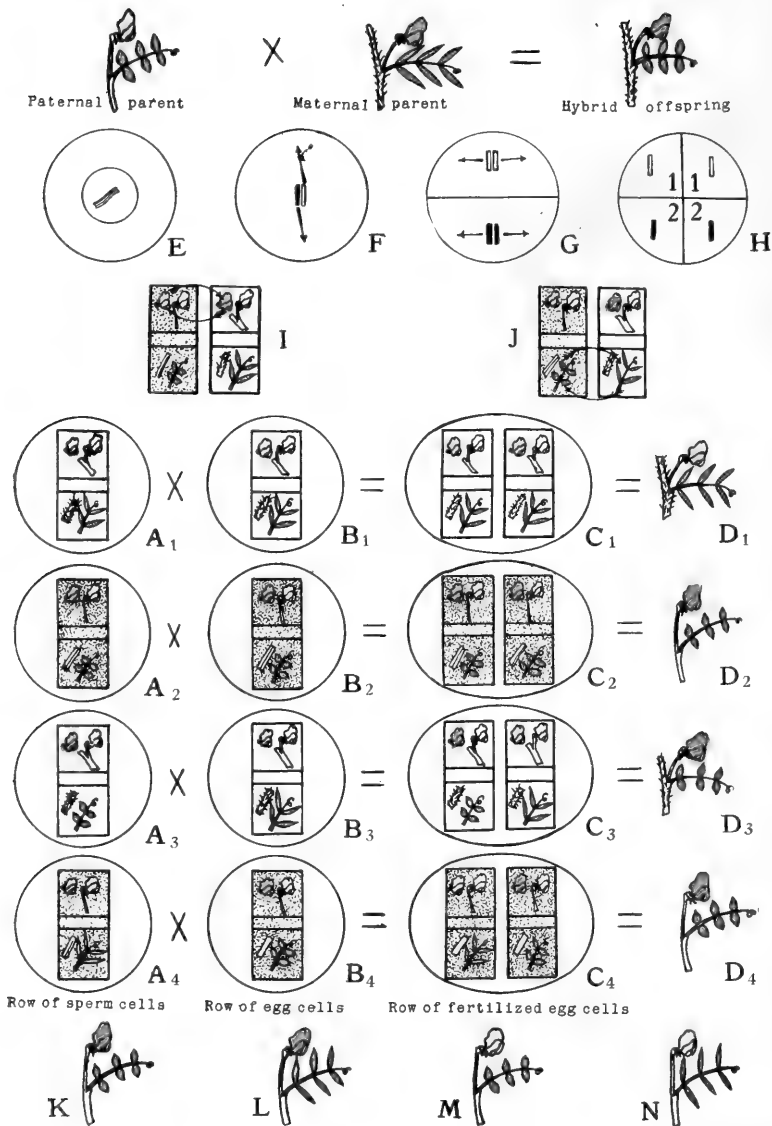 X =
Paternal parent Maternal parent Hybrid offspring
1 1
2 2
E F G H
I J
X = =
A1 B1 C1 D1
X = =
A2 B2 C2 D2
X = =
A3 B3 C3 D3
X = =
A4 B4 C4 D4
Row of sperm cells Row of egg cells Row of fertilized egg cells
K L M N